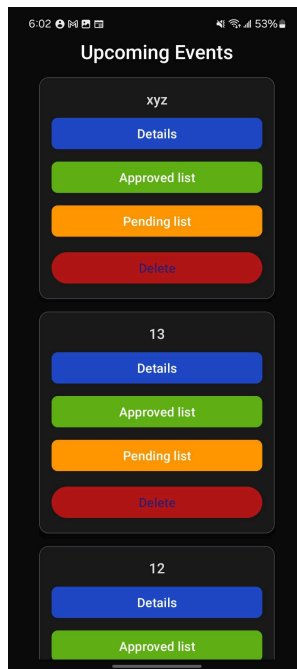 6:02 53%
Upcoming Events
xyz
Details
Approved list
Pending list
Delete
13
Details
Approved list
Pending list
Delete
12
Details
Approved list